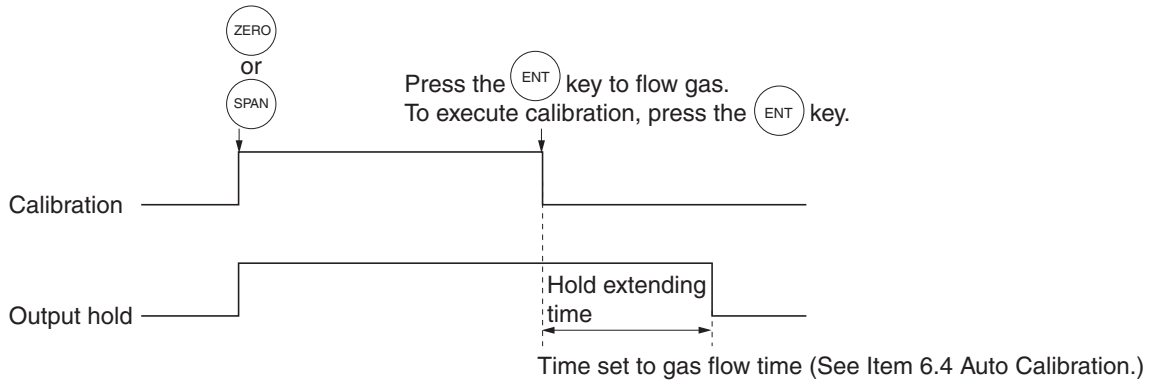 ZERO
or
SPAN
Press the ENT key to flow gas.
To execute calibration, press the ENT key.
Calibration
Output hold
Hold extending
time
Time set to gas flow time (See Item 6.4 Auto Calibration.)